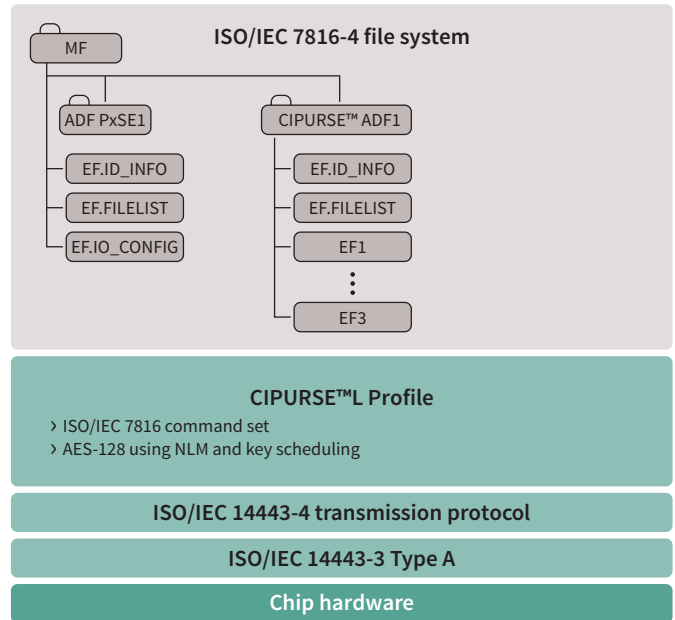 ISO/IEC 7816-4 file system
MF
ADF PxSE1
CIPURSE™ ADF1
EF.ID_INFO
EF.ID_INFO
EF.FILELIST
EF.FILELIST
EF.IO_CONFIG
EF1
EF3
CIPURSE™L Profile
› ISO/IEC 7816 command set
› AES-128 using NLM and key scheduling
ISO/IEC 14443-4 transmission protocol
ISO/IEC 14443-3 Type A
Chip hardware